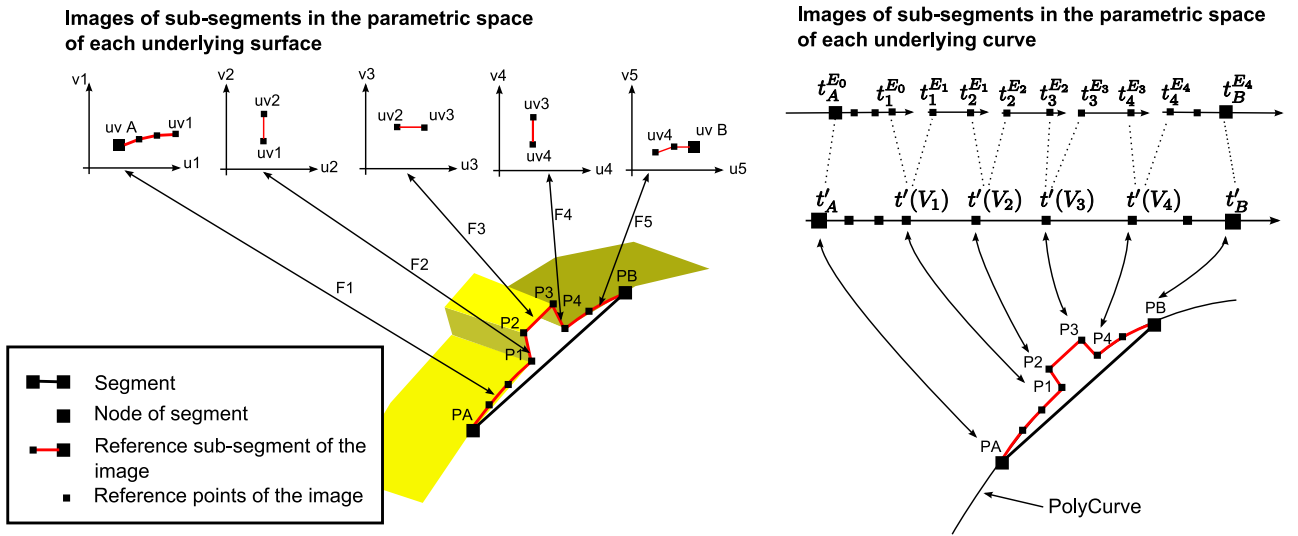 Images of sub-segments in the parametric space
of each underlying surface
v1
uv A
uv1
u1
v2
uv2
uv1
u2
v3
uv2
uv3
u3
v4
uv3
uv4
u4
v5
uv4
uv B
u5
F1
F2
F3
F4
F5
PA
P1
P2
P3
P4
PB
Segment
Node of segment
Reference sub-segment of the
image
Reference points of the image
Images of sub-segments in the parametric space
of each underlying curve
t_A^{E_0} t_1^{E_0} t_1^{E_1} t_2^{E_1} t_2^{E_2} t_3^{E_2} t_3^{E_3} t_4^{E_3} t_4^{E_4} t_B^{E_4}
t'_A t'(V_1) t'(V_2) t'(V_3) t'(V_4) t'_B
PB
P3
P4
P2
P1
PA
PolyCurve